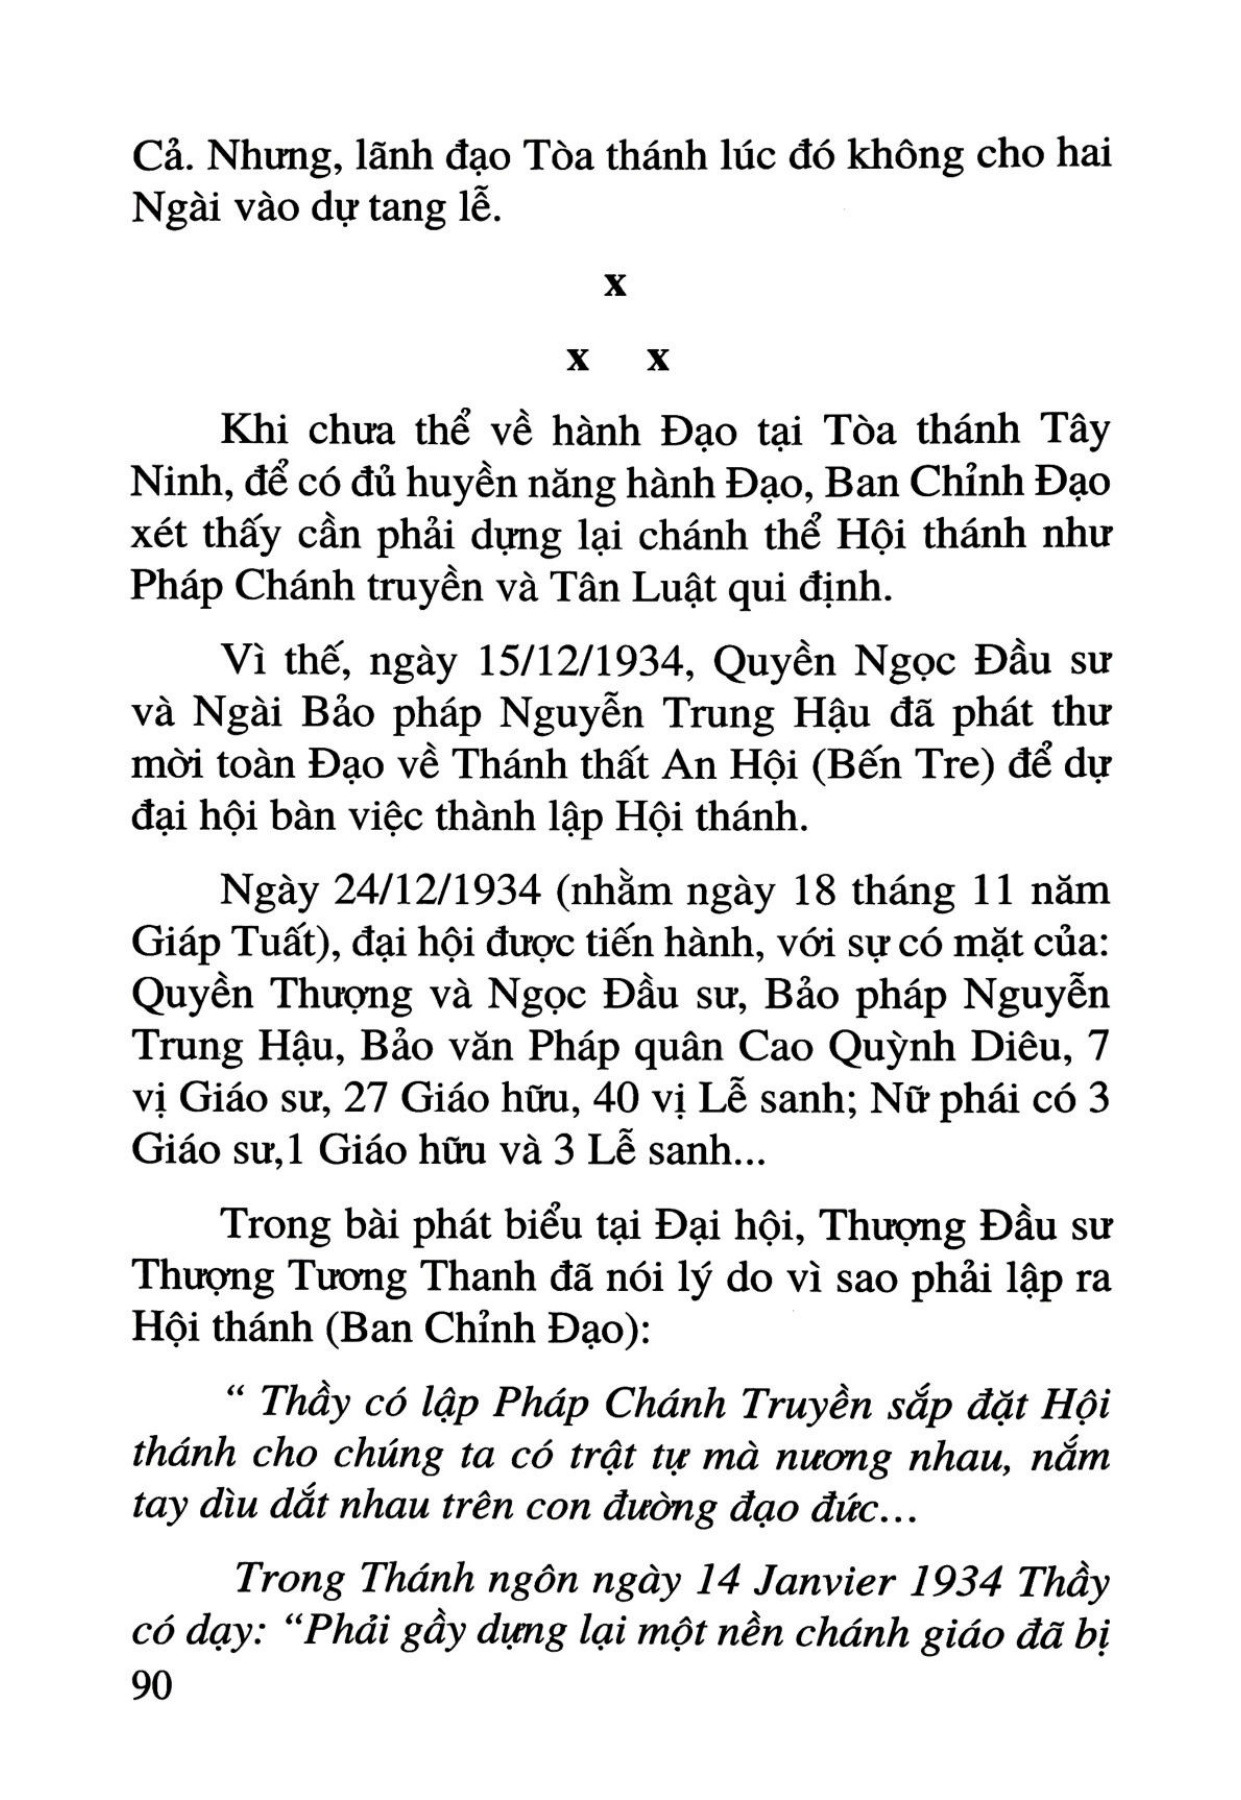 Cả. Nhưng, lãnh đạo Tòa thánh lúc đó không cho hai
Ngài vào dự tang lễ.
x
x x
Khi chưa thể về hành Đạo tại Tòa thánh Tây
Ninh, để có đủ huyền năng hành Đạo, Ban Chỉnh Đạo
xét thấy cần phải dựng lại chánh thể Hội thánh như
Pháp Chánh truyền và Tân Luật qui định.
Vì thế, ngày 15/12/1934, Quyền Ngọc Đầu sư
và Ngài Bảo pháp Nguyễn Trung Hậu đã phát thư
mời toàn Đạo về Thánh thất An Hội (Bến Tre) để dự
đại hội bàn việc thành lập Hội thánh.
Ngày 24/12/1934 (nhằm ngày 18 tháng 11 năm
Giáp Tuất), đại hội được tiến hành, với sự có mặt của:
Quyền Thượng và Ngọc Đầu sư, Bảo pháp Nguyễn
Trung Hậu, Bảo văn Pháp quân Cao Quỳnh Diêu, 7
vị Giáo sư, 27 Giáo hữu, 40 vị Lễ sanh; Nữ phái có 3
Giáo sư,1 Giáo hữu và 3 Lễ sanh...
Trong bài phát biểu tại Đại hội, Thượng Đầu sư
Thượng Tương Thanh đã nói lý do vì sao phải lập ra
Hội thánh (Ban Chỉnh Đạo):
“ Thầy có lập Pháp Chánh Truyền sắp đặt Hội
thánh cho chúng ta có trật tự mà nương nhau, nắm
tay dìu dắt nhau trên con đường đạo đức...
Trong Thánh ngôn ngày 14 Janvier 1934 Thầy
có dạy: “Phải gầy dựng lại một nền chánh giáo đã bị
90